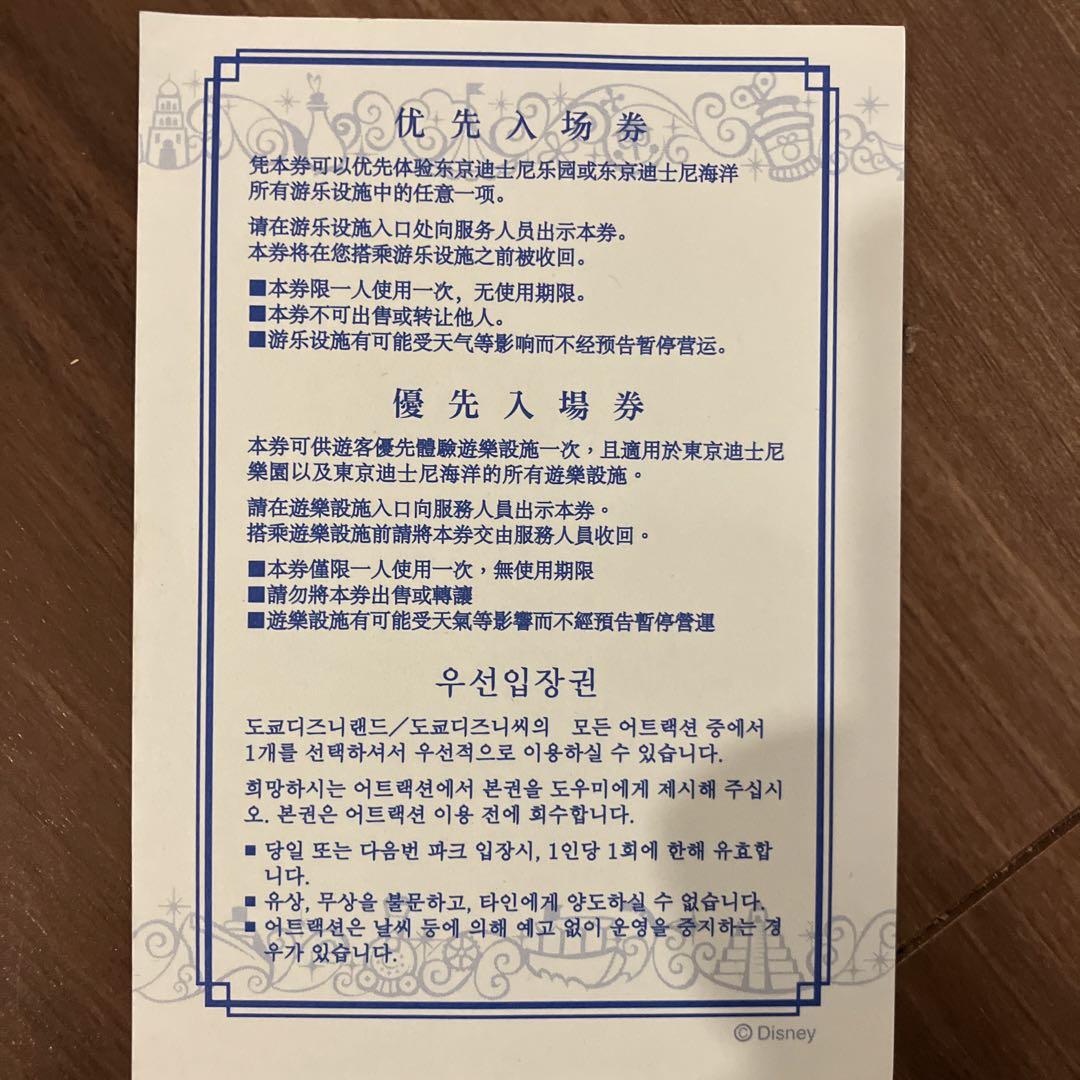 优先入场券
凭本券可以优先体验东京迪士尼乐园或东京迪士尼海洋
所有游乐设施中的任意一项。
请在游乐设施入口处向服务人员出示本券。
本券将在您搭乘游乐设施之前被收回。
■本券限一人使用一次，无使用期限。
■本券不可出售或转让他人。
■游乐设施有可能受天气等影响而不经预告暂停营运。
優先入場券
本券可供遊客優先體驗遊樂設施一次，且適用於東京迪士尼
樂園以及東京迪士尼海洋的所有遊樂設施。
請在遊樂設施入口向服務人員出示本券。
搭乘遊樂設施前請將本券交由服務人員收回。
■本券僅限一人使用一次，無使用期限
■請勿將本券出售或轉讓
■遊樂設施有可能受天氣等影響而不經預告暫停營運
우선입장권
도쿄디즈니랜드／도쿄디즈니씨의 모든 어트랙션 중에서
1개를 선택하셔서 우선적으로 이용하실 수 있습니다.
희망하시는 어트랙션에서 본권을 도우미에게 제시해 주십시
오. 본권은 어트랙션 이용 전에 회수합니다.
■ 당일 또는 다음번 파크 입장시, 1인당 1회에 한해 유효합
니다.
■ 유상, 무상을 불문하고, 타인에게 양도하실 수 없습니다.
■ 어트랙션은 날씨 등에 의해 예고 없이 운영을 중지하는 경
우가 있습니다.
© Disney